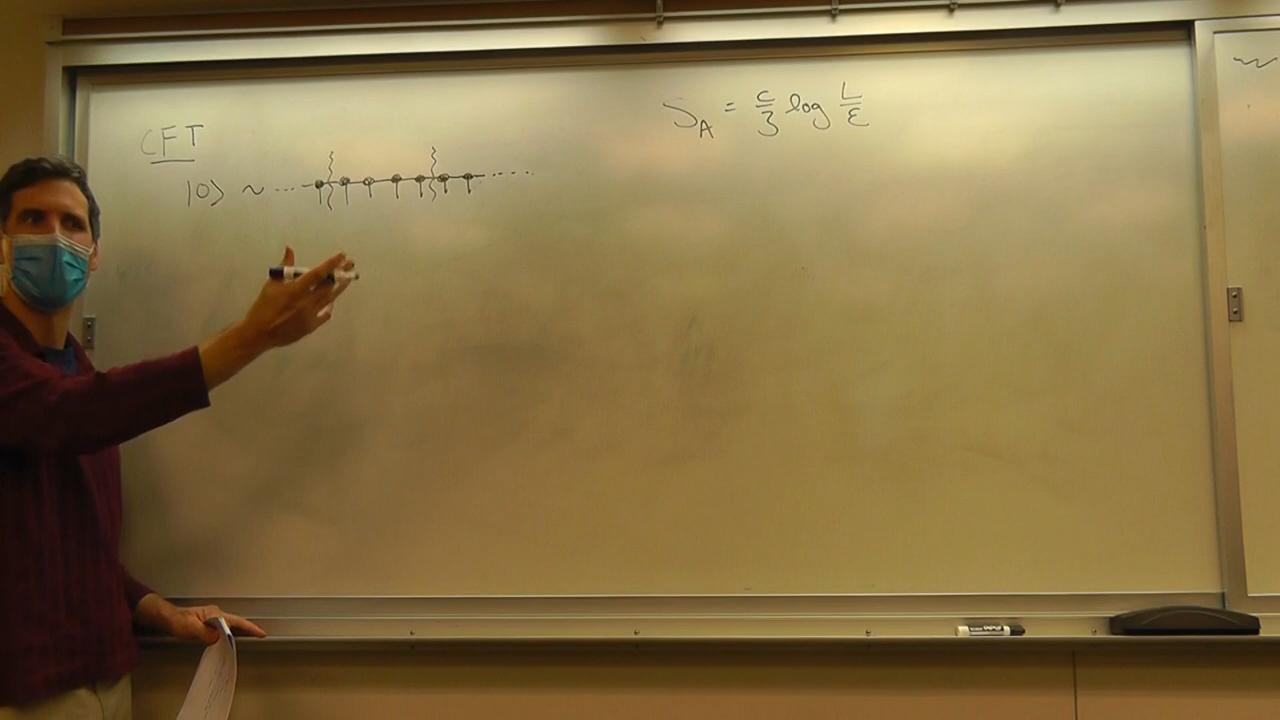 CFT
|0> ~ ... ....
S_A = c/3 log L/ε